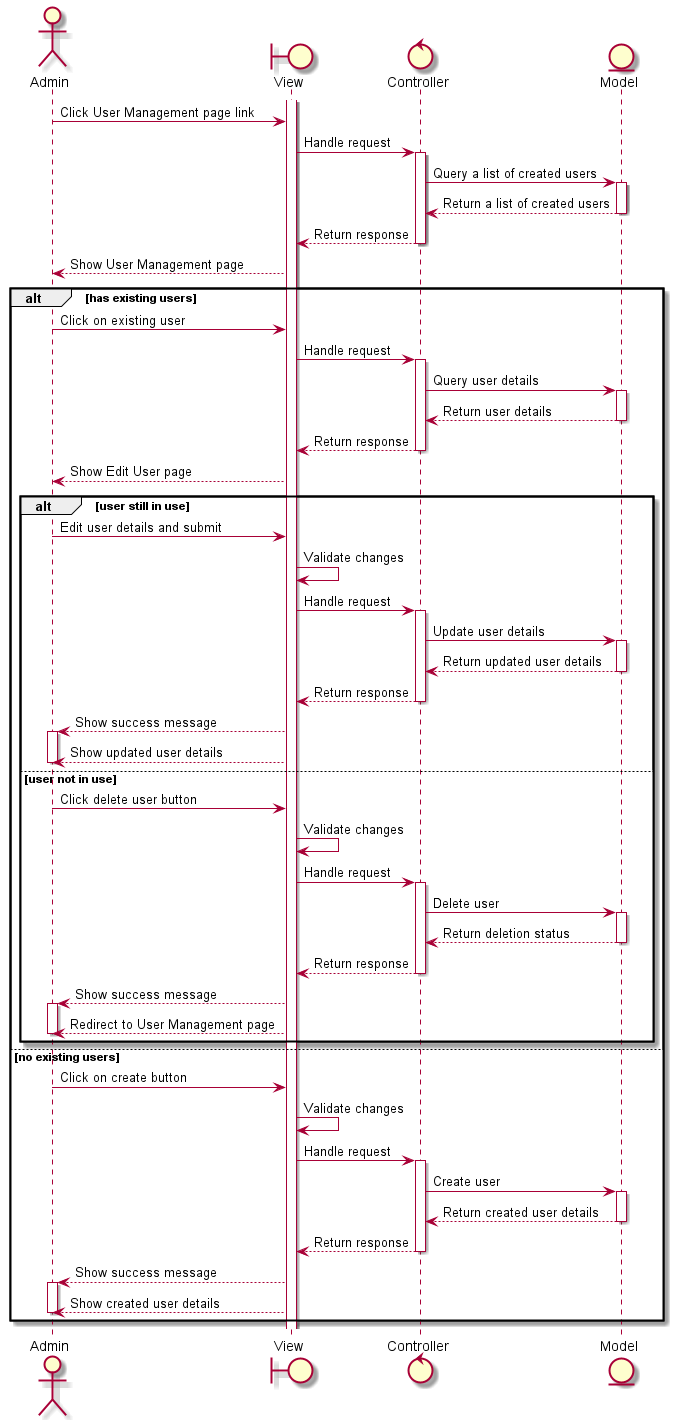 Admin
View
Controller
Model
Click User Management page link
Handle request
Query a list of created users
Return a list of created users
Return response
Show User Management page
alt
[has existing users]
Click on existing user
Handle request
Query user details
Return user details
Return response
Show Edit User page
alt
[user still in use]
Edit user details and submit
Validate changes
Handle request
Update user details
Return updated user details
Return response
Show success message
Show updated user details
[user not in use]
Click delete user button
Validate changes
Handle request
Delete user
Return deletion status
Return response
Show success message
Redirect to User Management page
[no existing users]
Click on create button
Validate changes
Handle request
Create user
Return created user details
Return response
Show success message
Show created user details
Admin
View
Controller
Model